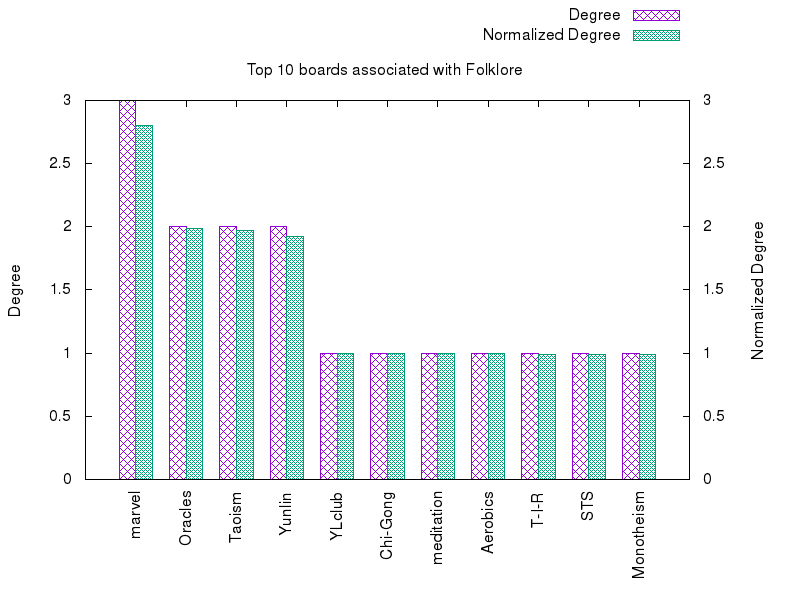 Degree
Normalized Degree
Top 10 boards associated with Folklore
3
2.5
2
1.5
1
0.5
0
Degree
3
2.5
2
1.5
1
0.5
0
Normalized Degree
marvel
Oracles
Taoism
Yunlin
YLclub
Chi-Gong
meditation
Aerobics
T-I-R
STS
Monotheism